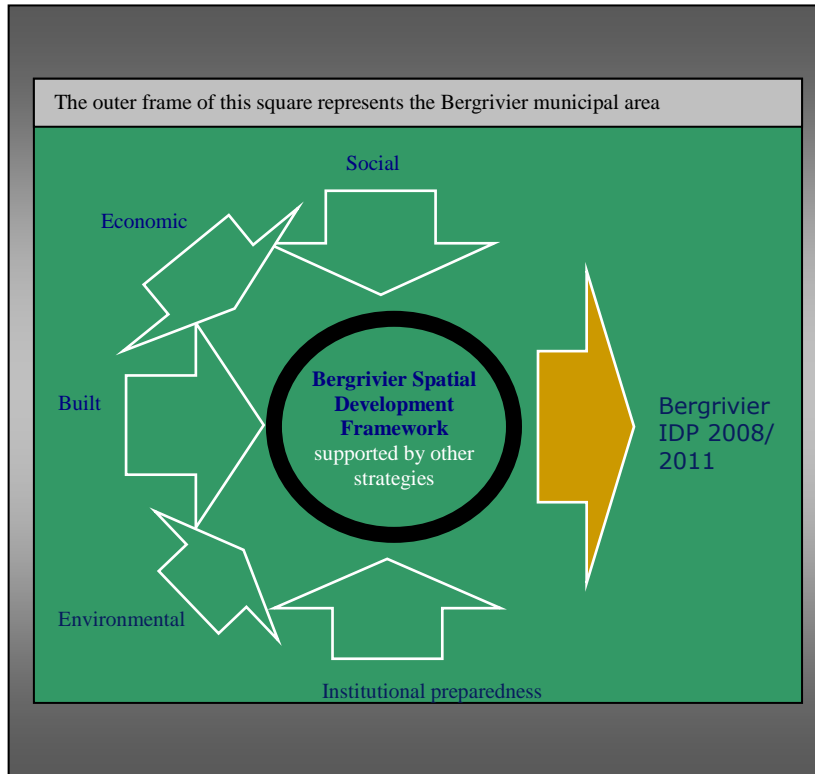 The outer frame of this square represents the Bergrivier municipal area
Social
Economic
Built
Bergrivier Spatial
Development
Framework
supported by other
strategies
Bergrivier
IDP 2008/
2011
Environmental
Institutional preparedness